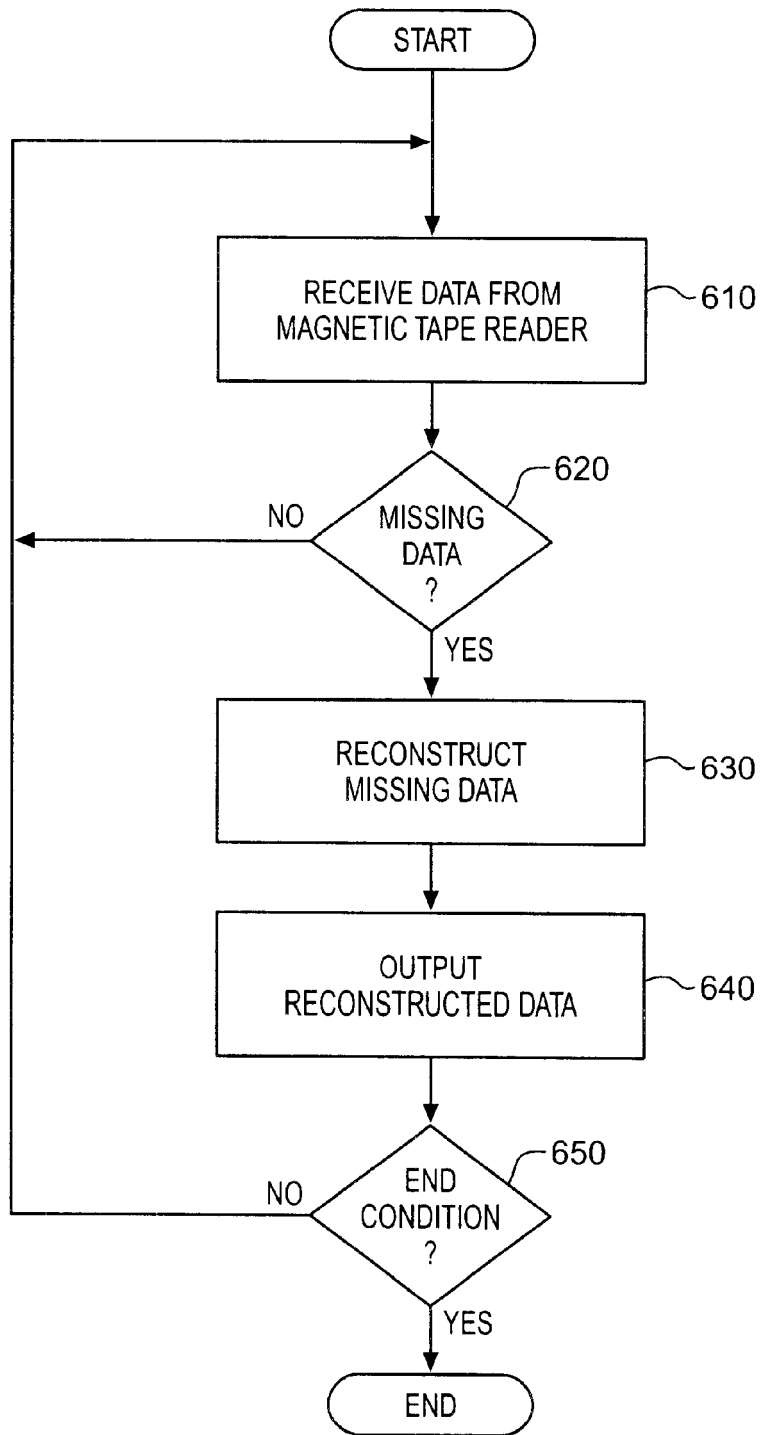 START
RECEIVE DATA FROM
MAGNETIC TAPE READER
610
620
NO
MISSING
DATA
?
YES
RECONSTRUCT
MISSING DATA
630
OUTPUT
RECONSTRUCTED DATA
640
650
NO
END
CONDITION
?
YES
END